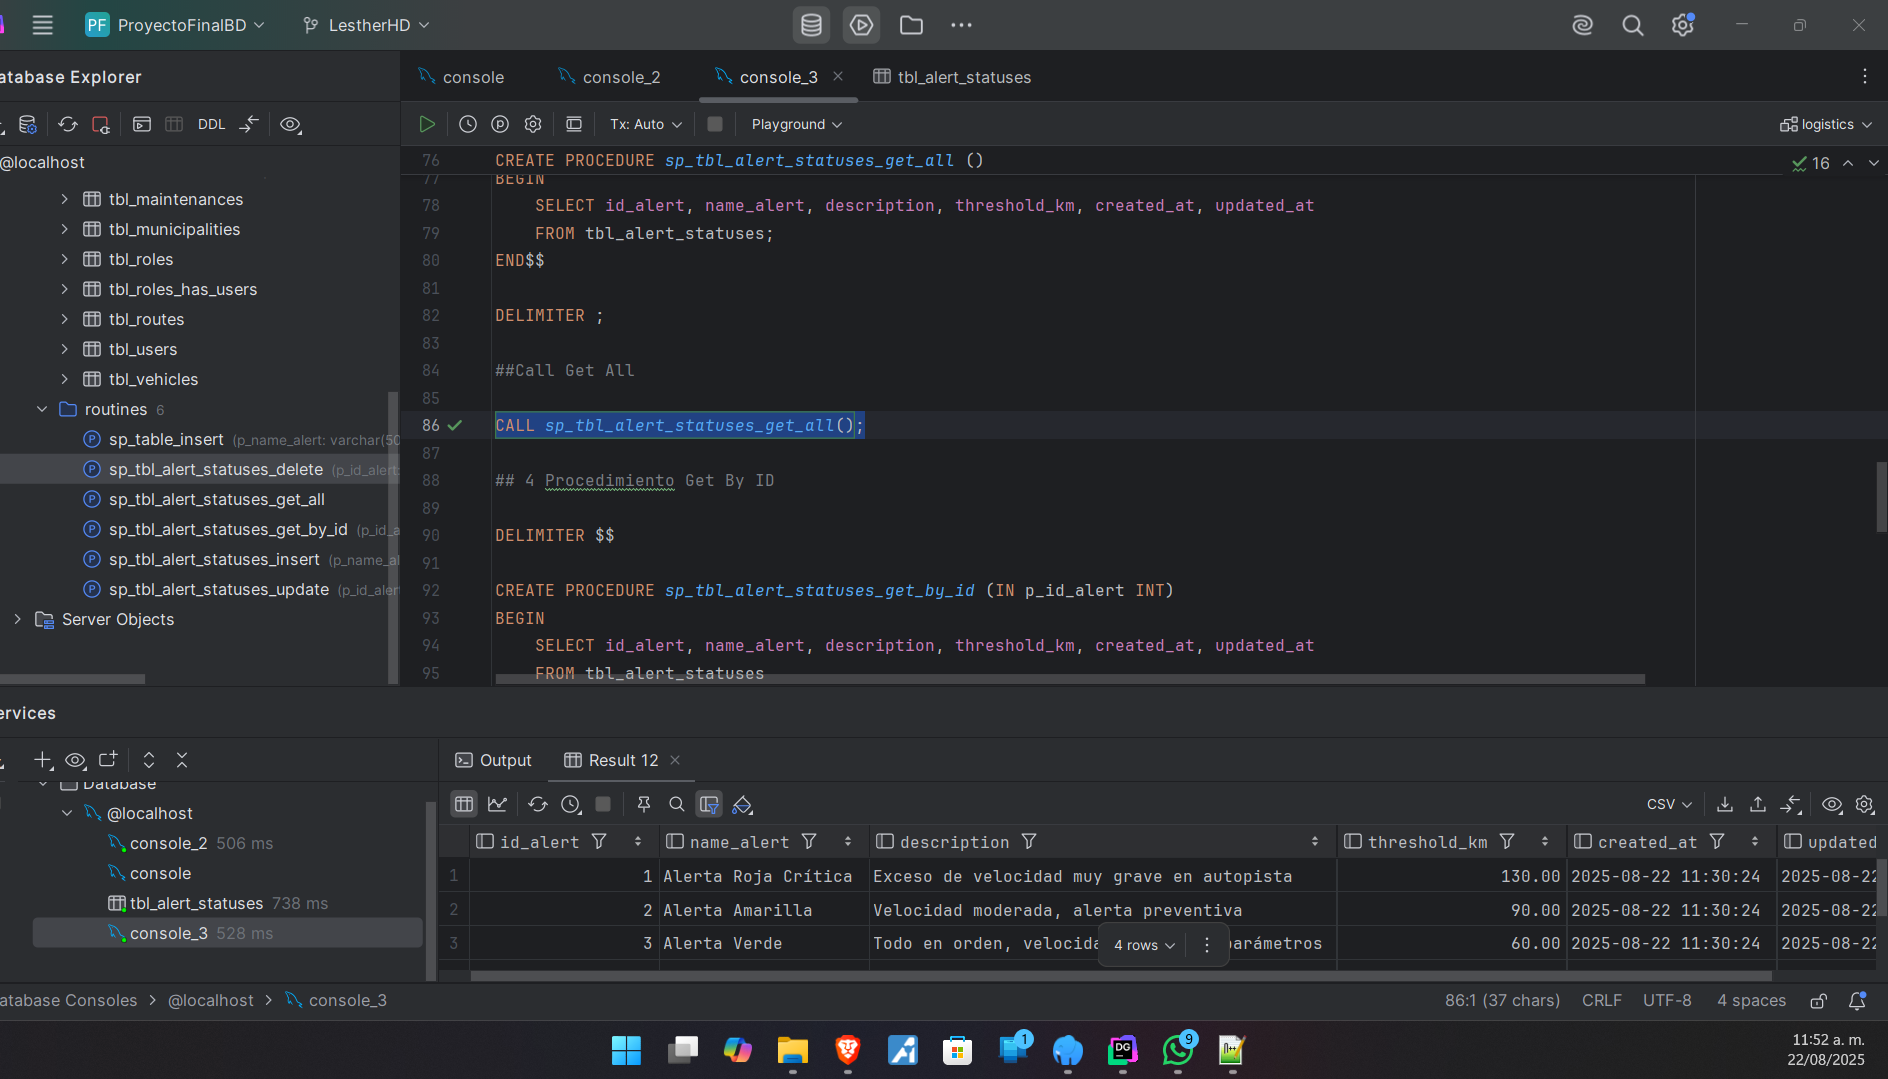 PF ProyectoFinalBD LestherHD
atabase Explorer
console console_2 console_3 tbl_alert_statuses
DDL
Tx: Auto Playground logistics
@localhost
tbl_maintenances
tbl_municipalities
tbl_roles
tbl_roles_has_users
tbl_routes
tbl_users
tbl_vehicles
routines 6
sp_table_insert (p_name_alert: varchar(50
sp_tbl_alert_statuses_delete (p_id_alert:
sp_tbl_alert_statuses_get_all
sp_tbl_alert_statuses_get_by_id (p_id_a
sp_tbl_alert_statuses_insert (p_name_al
sp_tbl_alert_statuses_update (p_id_aler
Server Objects
16
76 CREATE PROCEDURE sp_tbl_alert_statuses_get_all ()
77 BEGIN
78 SELECT id_alert, name_alert, description, threshold_km, created_at, updated_at
79 FROM tbl_alert_statuses;
80 END$$
81
82 DELIMITER ;
83
84 ##Call Get All
85
86 CALL sp_tbl_alert_statuses_get_all();
87
88 ## 4 Procedimiento Get By ID
89
90 DELIMITER $$
91
92 CREATE PROCEDURE sp_tbl_alert_statuses_get_by_id (IN p_id_alert INT)
93 BEGIN
94 SELECT id_alert, name_alert, description, threshold_km, created_at, updated_at
95 FROM tbl_alert_statuses
ervices
Database
@localhost
console_2 506 ms
console
tbl_alert_statuses 738 ms
console_3 528 ms
Output Result 12
CSV
id_alert name_alert description threshold_km created_at updated
1 1 Alerta Roja Crítica Exceso de velocidad muy grave en autopista 130.00 2025-08-22 11:30:24 2025-08-22
2 2 Alerta Amarilla Velocidad moderada, alerta preventiva 90.00 2025-08-22 11:30:24 2025-08-22
3 3 Alerta Verde Todo en orden, velocida parámetros 60.00 2025-08-22 11:30:24 2025-08-22
4 rows
atabase Consoles @localhost console_3
86:1 (37 chars) CRLF UTF-8 4 spaces
1
DG
9
11:52 a. m.
22/08/2025